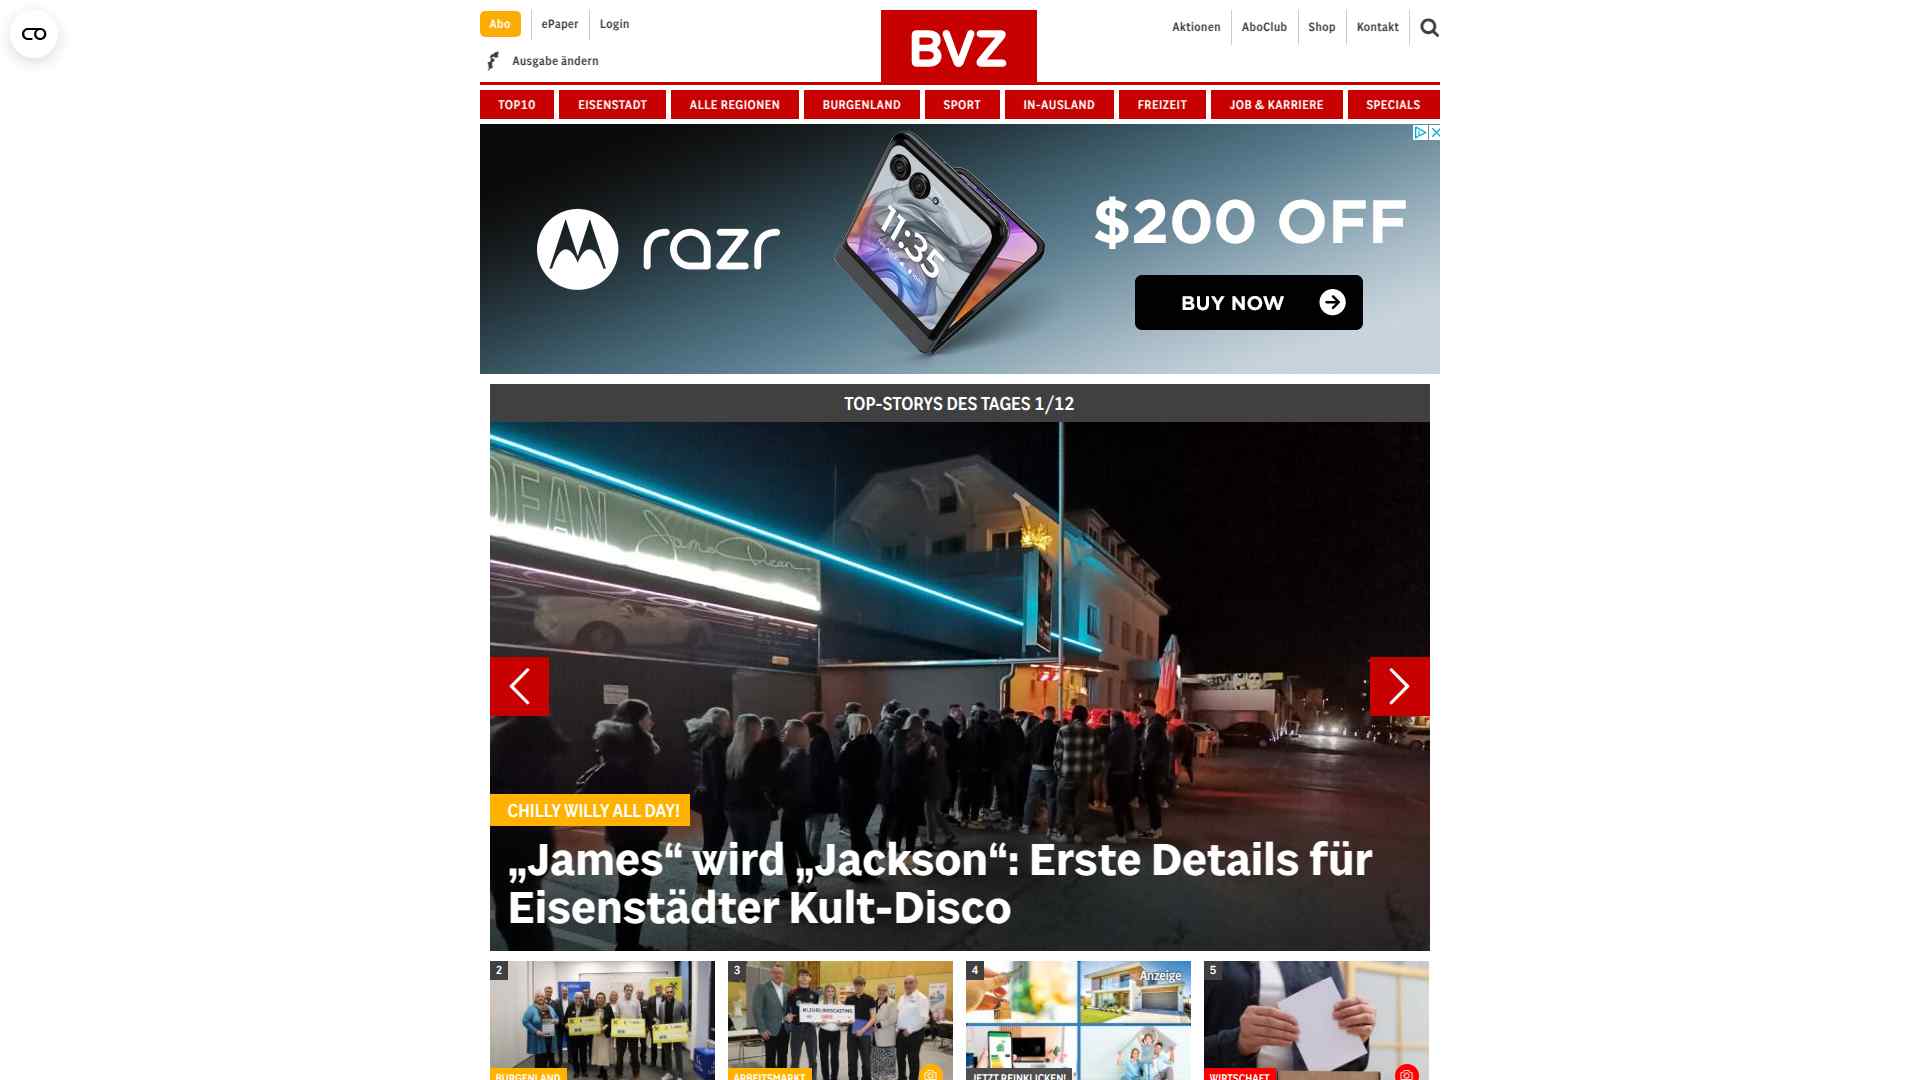 Abo
ePaper
Login
Ausgabe ändern
BVZ
Aktionen
AboClub
Shop
Kontakt
TOP10
EISENSTADT
ALLE REGIONEN
BURGENLAND
SPORT
IN-AUSLAND
FREIZEIT
JOB & KARRIERE
SPECIALS
razr
11:35
$200 OFF
BUY NOW
TOP-STORYS DES TAGES 1/12
DEAN
James Dean
CHILLY WILLY ALL DAY!
„James“ wird „Jackson“: Erste Details für
Eisenstädter Kult-Disco
2
BURGENLAND
3
ARBEITSMARKT
4
Anzeige
JETZT REINKLICKEN!
5
WIRTSCHAFT